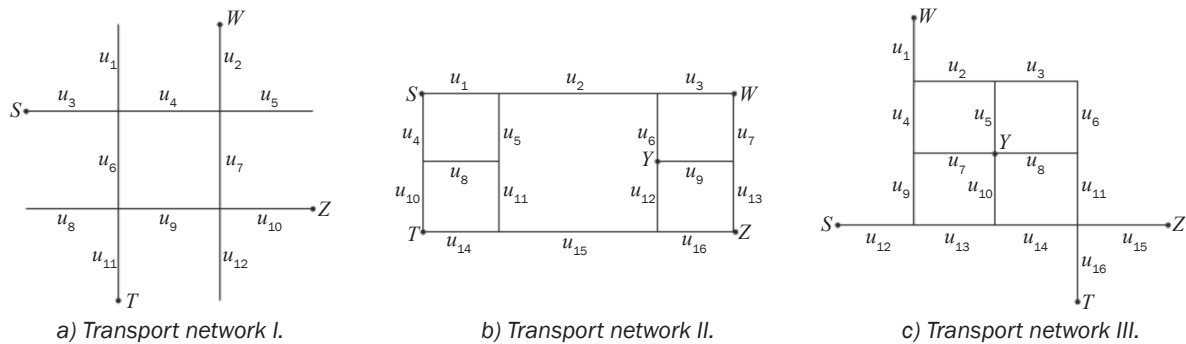 W
u₁
u₂
S
u₃
u₄
u₅
u₆
u₇
u₈
u₉
u₁₀
Z
u₁₁
u₁₂
T
a) Transport network I.
u₁
u₂
u₃
S
W
u₄
u₅
u₆
u₇
Y
u₈
u₉
u₁₀
u₁₁
u₁₂
u₁₃
T
Z
u₁₄
u₁₅
u₁₆
b) Transport network II.
W
u₁
u₂
u₃
u₄
u₅
u₆
Y
u₇
u₈
u₉
u₁₀
u₁₁
S
Z
u₁₂
u₁₃
u₁₄
u₁₅
u₁₆
T
c) Transport network III.